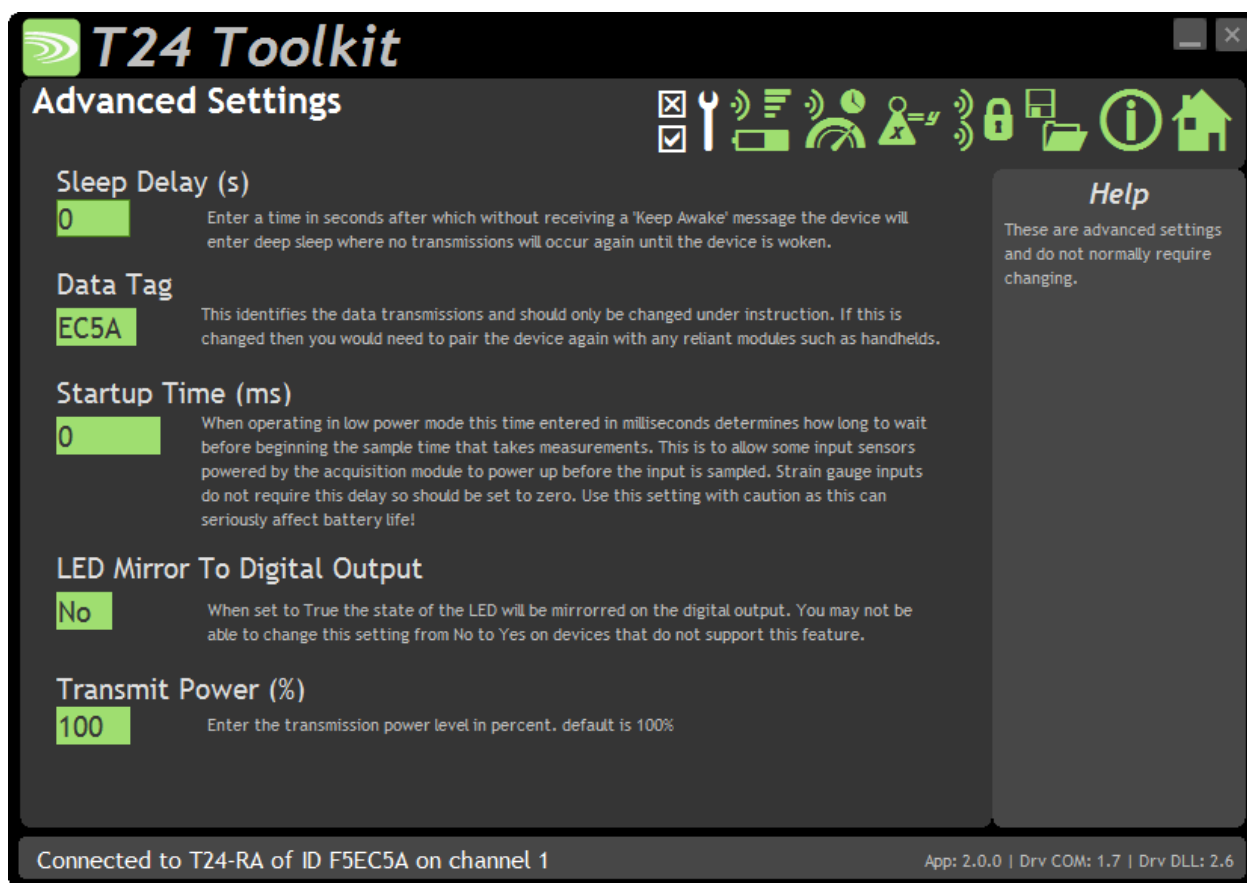 T24 Toolkit
Advanced Settings
x=y
Sleep Delay (s)
0
Enter a time in seconds after which without receiving a 'Keep Awake' message the device will
enter deep sleep where no transmissions will occur again until the device is woken.
Data Tag
EC5A
This identifies the data transmissions and should only be changed under instruction. If this is
changed then you would need to pair the device again with any reliant modules such as handhelds.
Startup Time (ms)
0
When operating in low power mode this time entered in milliseconds determines how long to wait
before beginning the sample time that takes measurements. This is to allow some input sensors
powered by the acquisition module to power up before the input is sampled. Strain gauge inputs
do not require this delay so should be set to zero. Use this setting with caution as this can
seriously affect battery life!
LED Mirror To Digital Output
No
When set to True the state of the LED will be mirrorred on the digital output. You may not be
able to change this setting from No to Yes on devices that do not support this feature.
Transmit Power (%)
100
Enter the transmission power level in percent. default is 100%
Help
These are advanced settings
and do not normally require
changing.
Connected to T24-RA of ID F5EC5A on channel 1
App: 2.0.0 | Drv COM: 1.7 | Drv DLL: 2.6